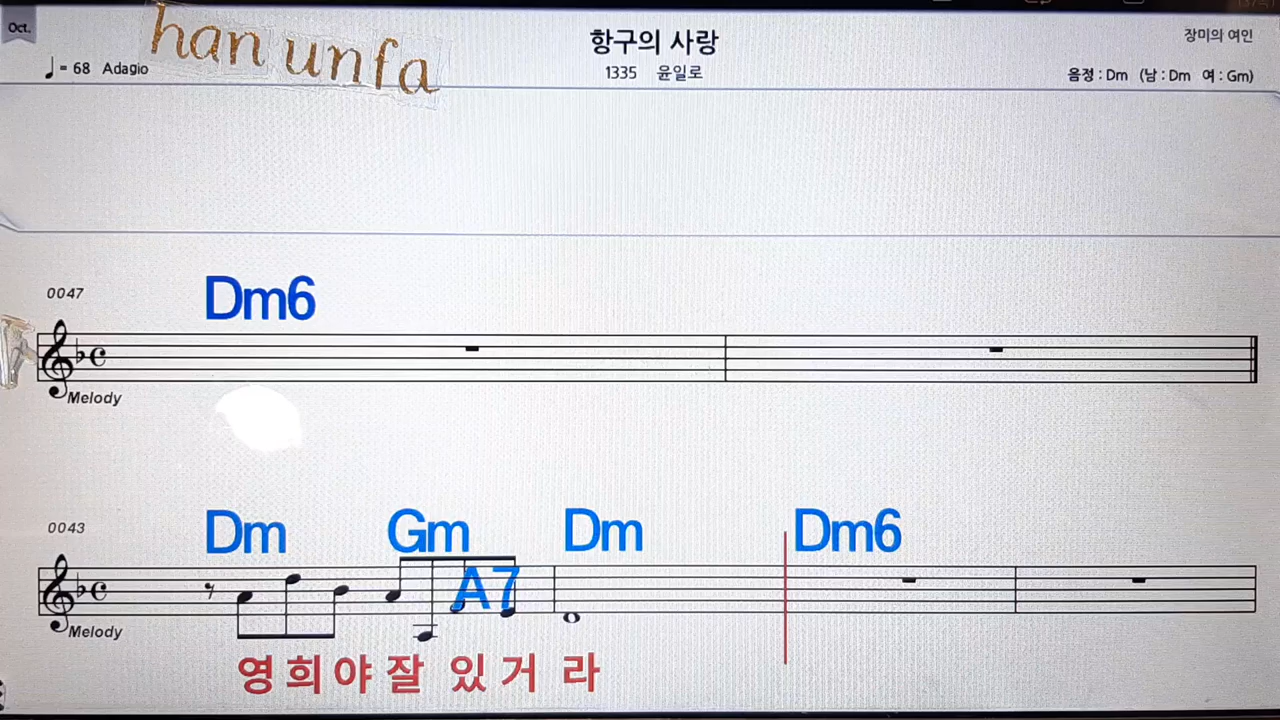 Oct.
han unfa
항구의 사랑
장미의 여인
= 68 Adagio
1335 윤일로
음정 : Dm (남 : Dm 여 : Gm)
0047
Dm6
Melody
0043
Dm Gm A7 Dm Dm6
Melody
영희야잘 있거 라